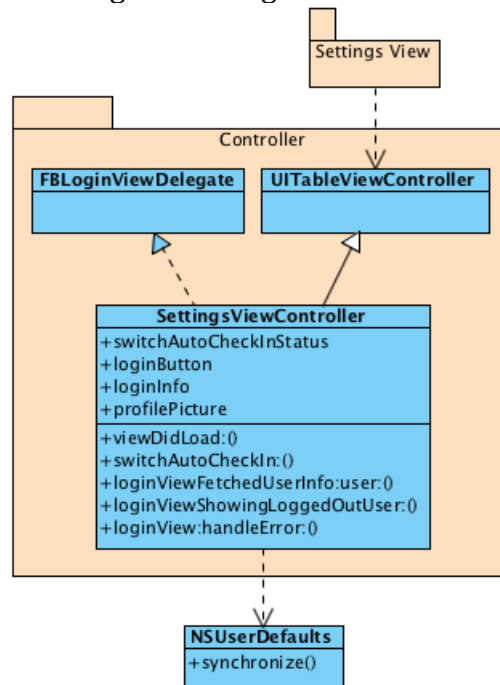 Settings View
Controller
FBLoginViewDelegate
UITableViewController
SettingsViewController
+switchAutoCheckInStatus
+loginButton
+loginInfo
+profilePicture
+viewDidLoad:()
+switchAutoCheckIn:()
+loginViewFetchedUserInfo:user:()
+loginViewShowingLoggedOutUser:()
+loginView:handleError:()
NSUserDefaults
+synchronize()